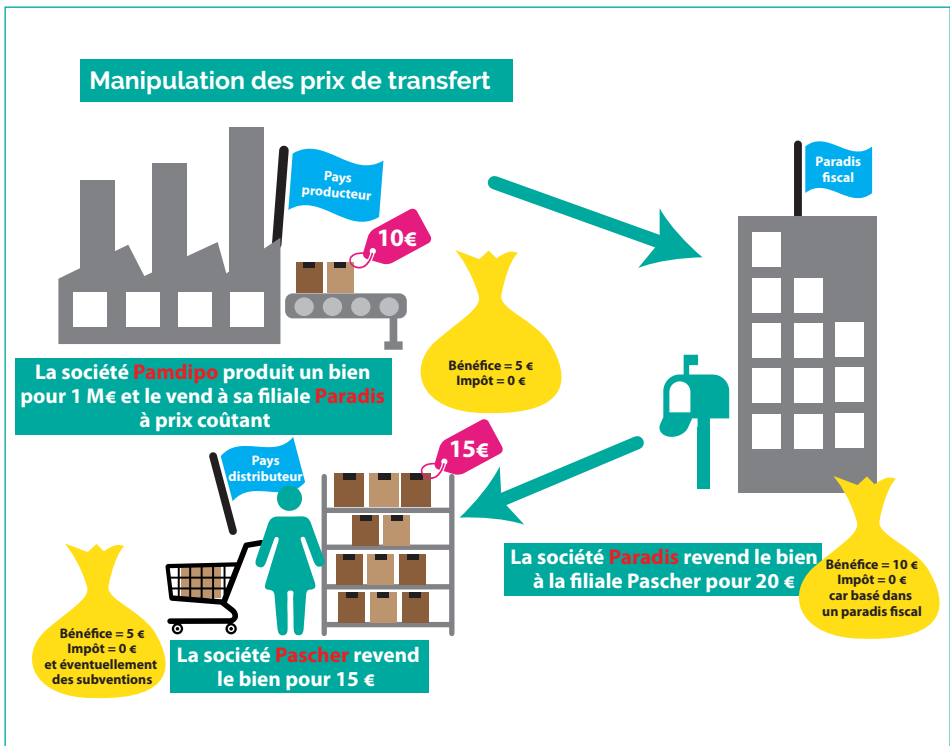 Manipulation des prix de transfert
Pays
producteur
10€
Paradis
fiscal
La société Pamdipo produit un bien
pour 1 M€ et le vend à sa filiale Paradis
à prix coûtant
Bénéfice = 5 €
Impôt = 0 €
Pays
distributeur
15€
La société Paradis revend le bien
à la filiale Pascher pour 20 €
Bénéfice = 10 €
Impôt = 0 €
car basé dans
un paradis fiscal
Bénéfice = 5 €
Impôt = 0 €
et éventuellement
des subventions
La société Pascher revend
le bien pour 15 €